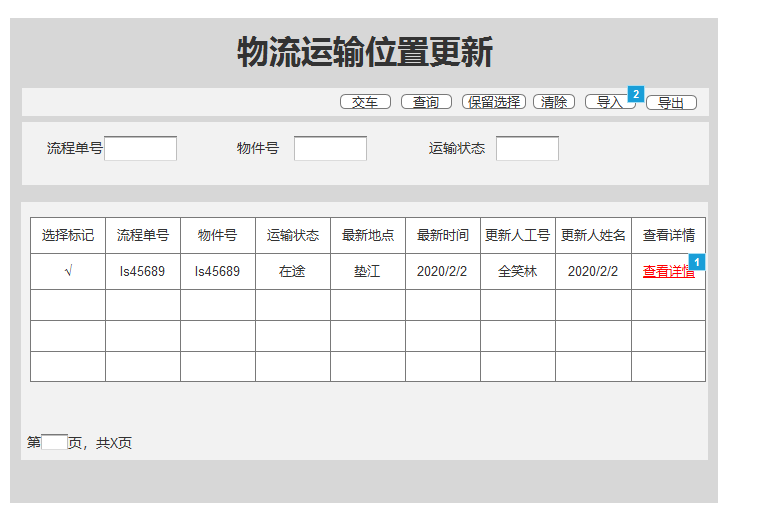 物流运输位置更新
交车 查询 保留选择 清除 导入 2 导出
流程单号 物件号 运输状态
选择标记 流程单号 物件号 运输状态 最新地点 最新时间 更新人工号 更新人姓名 查看详情
√ ls45689 ls45689 在途 垫江 2020/2/2 全笑林 2020/2/2 查看详情 1
第 页，共X页